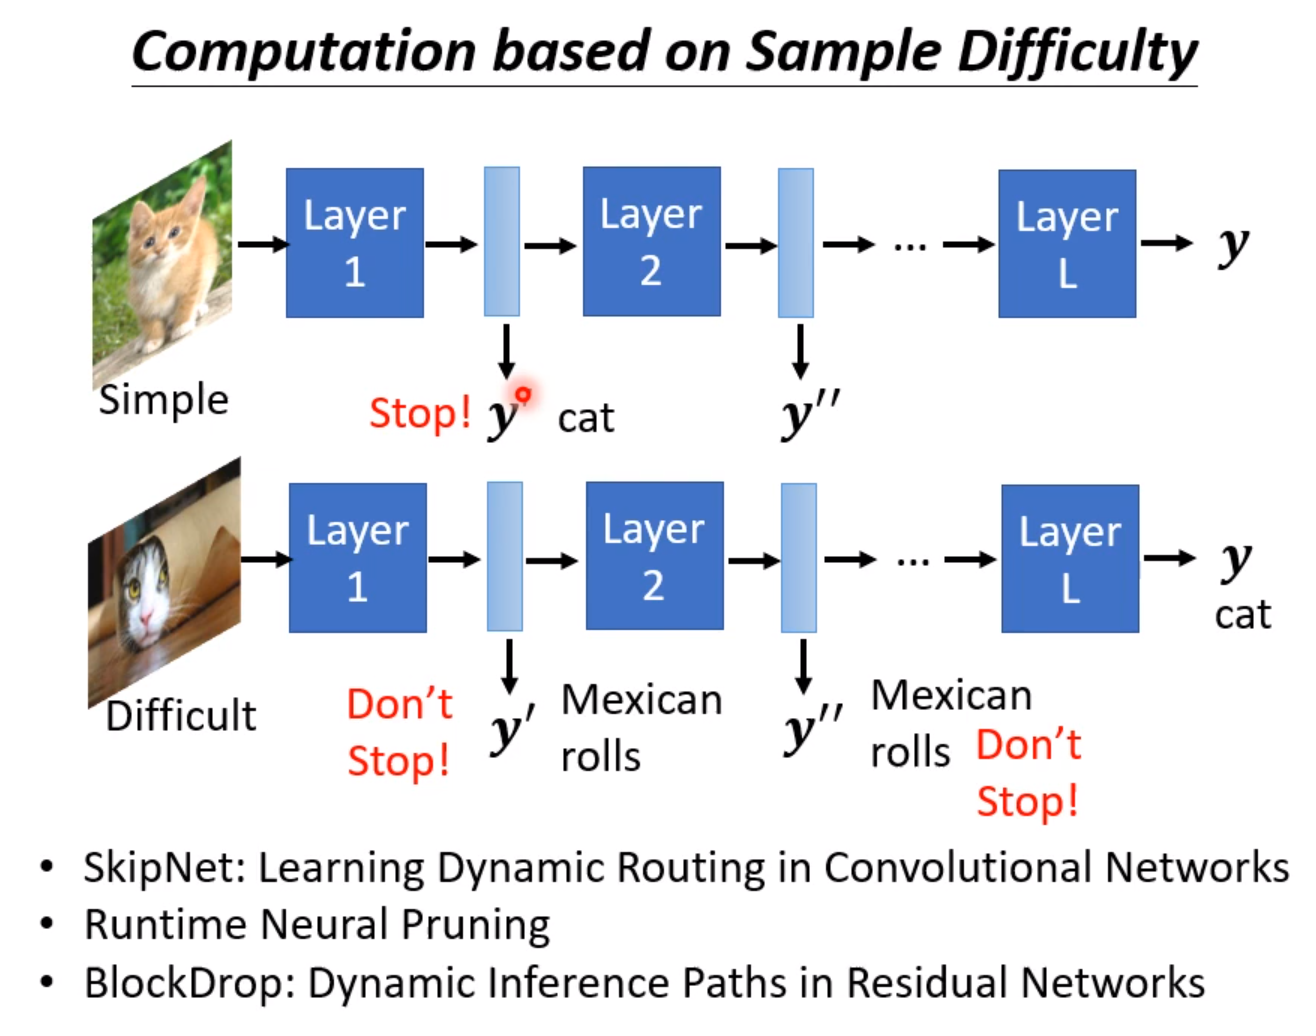 Computation based on Sample Difficulty
Layer
1
Layer
2
...
Layer
L
y
Simple
Stop!
y'
cat
y''
Layer
1
Layer
2
...
Layer
L
y
cat
Difficult
Don't
Stop!
y'
Mexican
rolls
y''
Mexican
rolls
Don't
Stop!
• SkipNet: Learning Dynamic Routing in Convolutional Networks
• Runtime Neural Pruning
• BlockDrop: Dynamic Inference Paths in Residual Networks